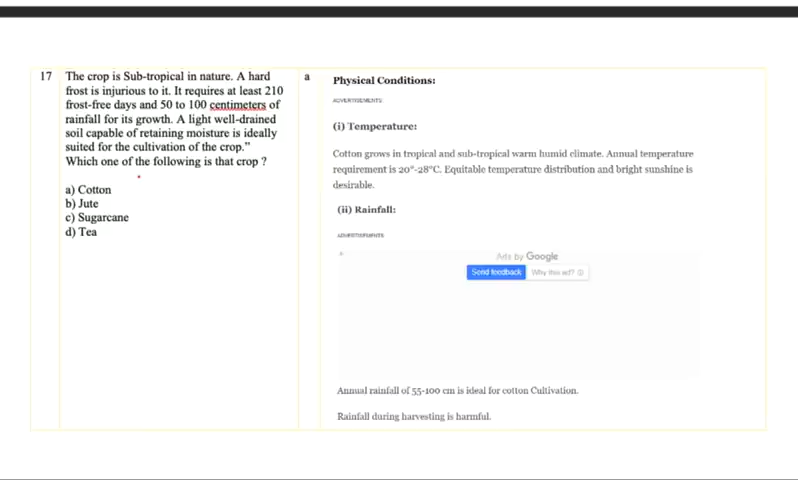 17 The crop is Sub-tropical in nature. A hard
frost is injurious to it. It requires at least 210
frost-free days and 50 to 100 centimeters of
rainfall for its growth. A light well-drained
soil capable of retaining moisture is ideally
suited for the cultivation of the crop.”
Which one of the following is that crop ?
a) Cotton
b) Jute
c) Sugarcane
d) Tea
a
Physical Conditions:
ADVERTISEMENTS:
(i) Temperature:
Cotton grows in tropical and sub-tropical warm humid climate. Annual temperature
requirement is 20°-28°C. Equitable temperature distribution and bright sunshine is
desirable.
(ii) Rainfall:
ADVERTISEMENTS:
Ads by Google
Send feedback Why this ad?
Annual rainfall of 55-100 cm is ideal for cotton Cultivation.
Rainfall during harvesting is harmful.